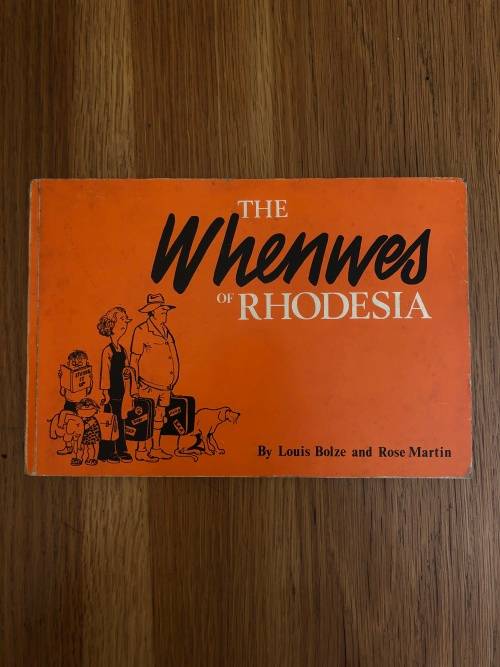 THE
Whenwes
OF RHODESIA
By Louis Bolze and Rose Martin